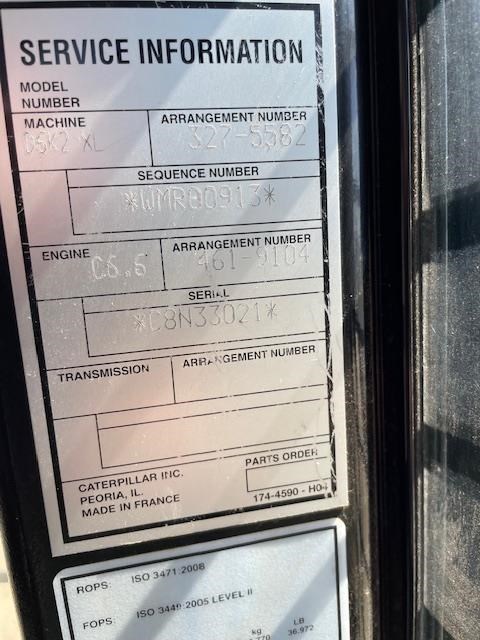 SERVICE INFORMATION
MODEL
NUMBER
MACHINE ARRANGEMENT NUMBER
D5K2 XL 327-5582
SEQUENCE NUMBER
*WMR00913*
ENGINE ARRANGEMENT NUMBER
C6.6 461-9104
SERIAL
*C8N33021*
TRANSMISSION ARRANGEMENT NUMBER
PARTS ORDER
CATERPILLAR INC.
PEORIA, IL.
MADE IN FRANCE
174-4590 - H04
ROPS: ISO 3471:2008
FOPS: ISO 3449:2005 LEVEL II
kg LB
36.972